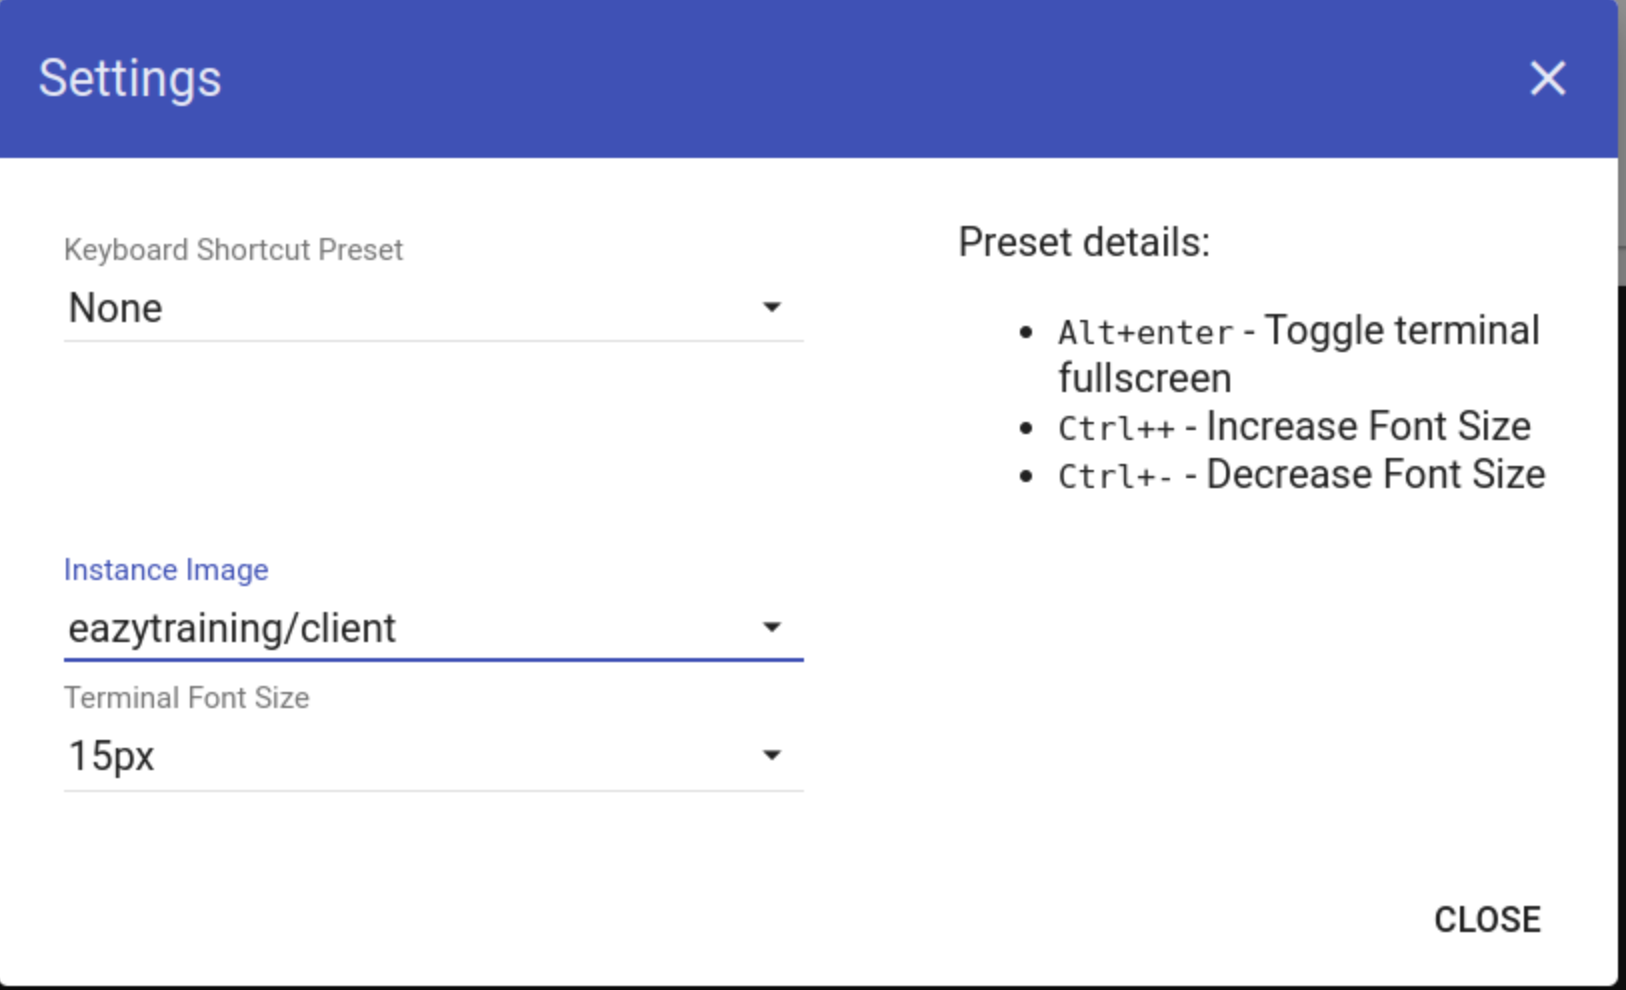 Settings
Keyboard Shortcut Preset
None
Instance Image
eazytraining/client
Terminal Font Size
15px
Preset details:
Alt+enter - Toggle terminal
fullscreen
Ctrl++ - Increase Font Size
Ctrl+- - Decrease Font Size
CLOSE